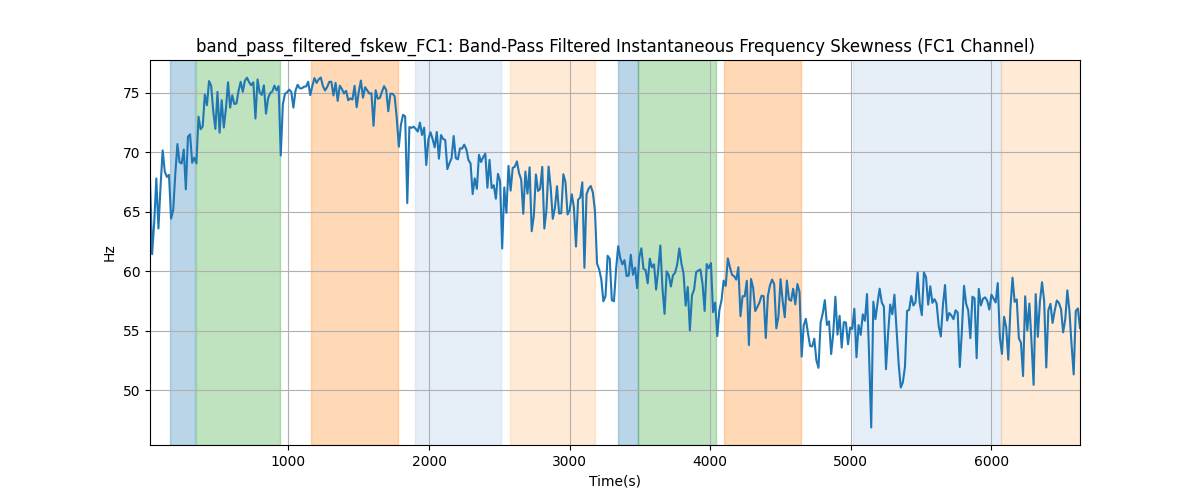 band_pass_filtered_fskew_FC1: Band-Pass Filtered Instantaneous Frequency Skewness (FC1 Channel)
75
70
65
60
55
50
Hz
1000 2000 3000 4000 5000 6000
Time(s)